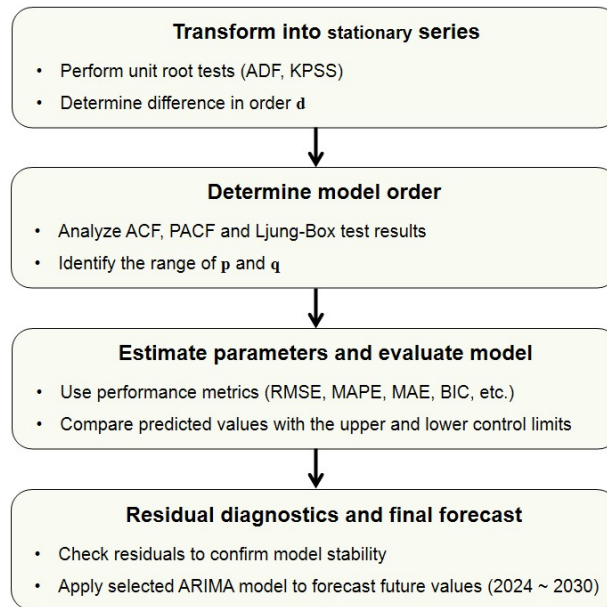 Transform into stationary series
• Perform unit root tests (ADF, KPSS)
• Determine difference in order d
Determine model order
• Analyze ACF, PACF and Ljung-Box test results
• Identify the range of p and q
Estimate parameters and evaluate model
• Use performance metrics (RMSE, MAPE, MAE, BIC, etc.)
• Compare predicted values with the upper and lower control limits
Residual diagnostics and final forecast
• Check residuals to confirm model stability
• Apply selected ARIMA model to forecast future values (2024 ~ 2030)